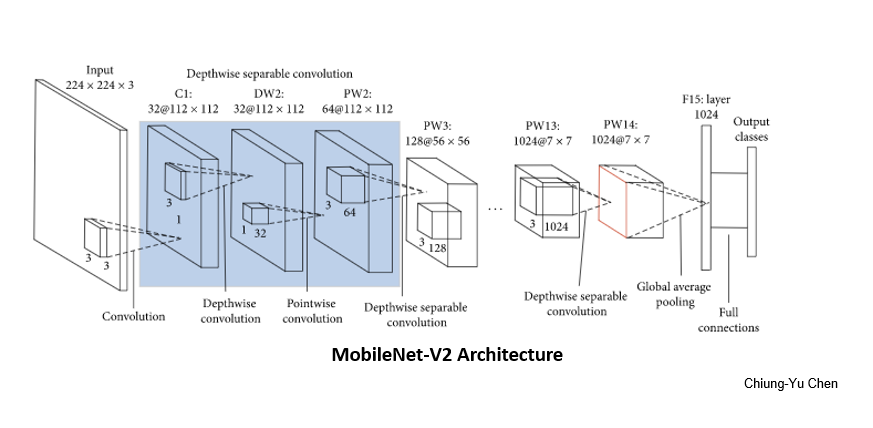 Input
224 × 224 × 3
Depthwise separable convolution
C1:
32@112 × 112
DW2:
32@112 × 112
PW2:
64@112 × 112
PW3:
128@56 × 56
PW13:
1024@7 × 7
PW14:
1024@7 × 7
F15: layer
1024
Output
classes
3
3
3
1
1
32
3
64
3
128
...
3
1024
Convolution
Depthwise
convolution
Pointwise
convolution
Depthwise separable
convolution
Depthwise separable
convolution
Global average
pooling
Full
connections
MobileNet-V2 Architecture
Chiung-Yu Chen